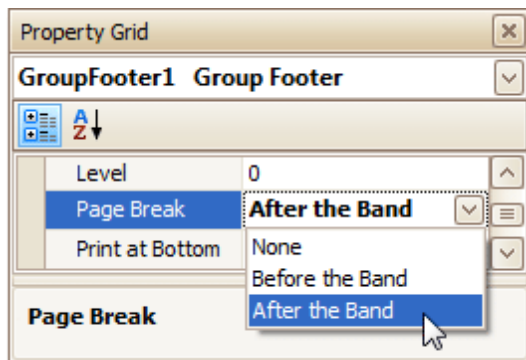 Property Grid
GroupFooter1 Group Footer
A
Z
Level 0
Page Break After the Band
Print at Bottom
None
Before the Band
After the Band
Page Break